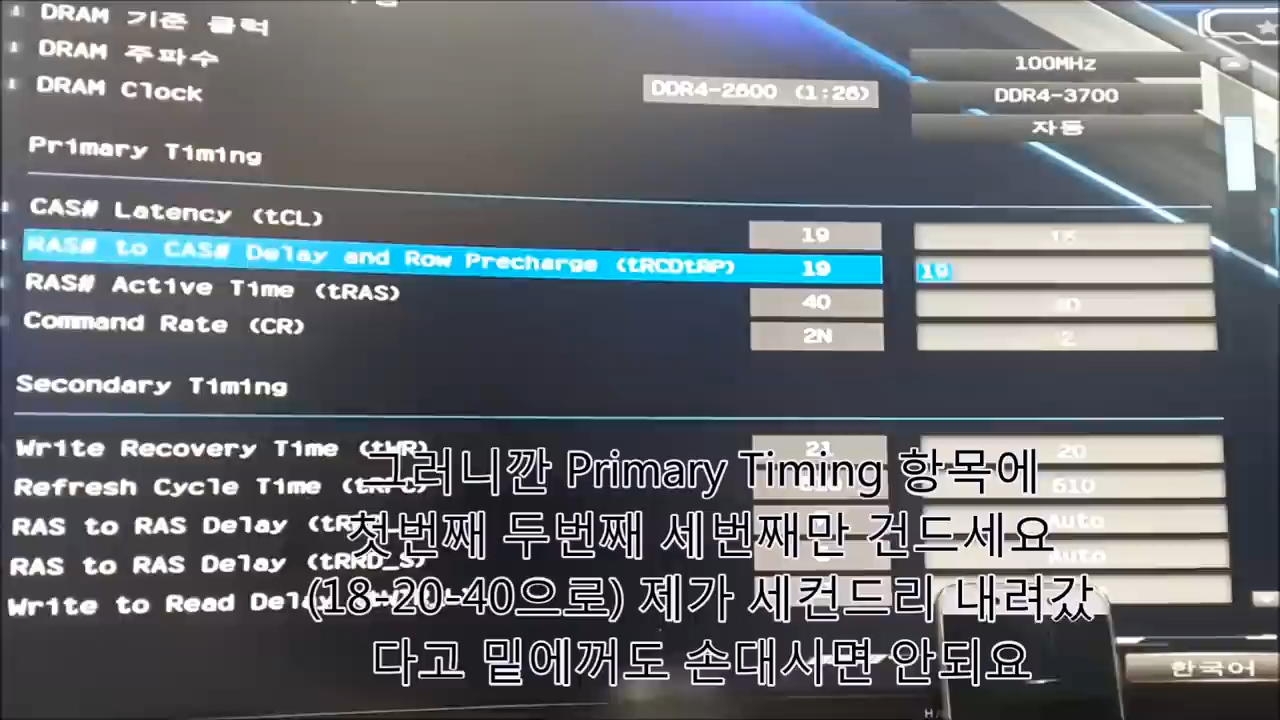 DRAM 기준 클럭
DRAM 주파수 100MHz
DRAM Clock DDR4-2600 (1:26) DDR4-3700
자동
Primary Timing
CAS# Latency (tCL) 19
RAS# to CAS# Delay and Row Precharge (tRCDtRP) 19 19
RAS# Active Time (tRAS) 40 40
Command Rate (CR) 2N 2
Secondary Timing
Write Recovery Time (tWR) 21 20
Refresh Cycle Time 610
RAS to RAS Delay Auto
RAS to RAS Delay (tRRD_S) Auto
Write to Read Delay
그러니깐 Primary Timing 항목에
첫번째 두번째 세번째만 건드세요
(18-20-40으로) 제가 세컨드리 내려갔
다고 밑에꺼도 손대시면 안되요
한국어